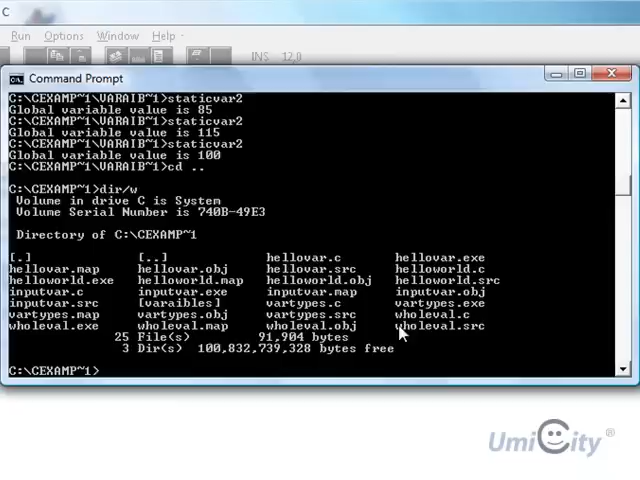 C
Run Options Window Help
INS 12,0
Command Prompt
C:\CEXAMP~1\VARAIB~1>staticvar2
Global variable value is 85
C:\CEXAMP~1\VARAIB~1>staticvar2
Global variable value is 115
C:\CEXAMP~1\VARAIB~1>staticvar2
Global variable value is 100
C:\CEXAMP~1\VARAIB~1>cd ..
C:\CEXAMP~1>dir/w
Volume in drive C is System
Volume Serial Number is 740B-49E3
Directory of C:\CEXAMP~1
[.] [..] hellovar.c hellovar.exe
hellovar.map hellovar.obj hellovar.src helloworld.c
helloworld.exe helloworld.map helloworld.obj helloworld.src
inputvar.c inputvar.exe inputvar.map inputvar.obj
inputvar.src [varaibles] vartypes.c vartypes.exe
vartypes.map vartypes.obj vartypes.src wholeval.c
wholeval.exe wholeval.map wholeval.obj wholeval.src
25 File(s) 91,904 bytes
3 Dir(s) 100,832,739,328 bytes free
C:\CEXAMP~1>
UmiCity®